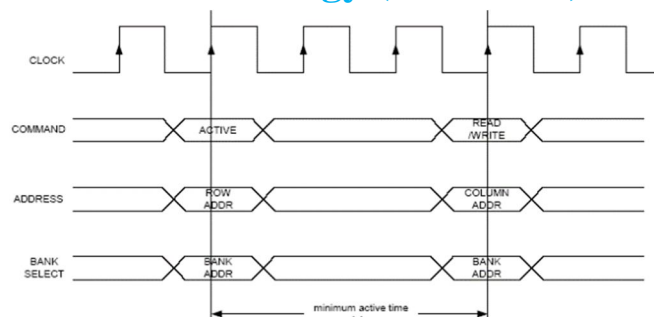 CLOCK
COMMAND
ACTIVE
READ
/WRITE
ADDRESS
ROW
ADDR
COLUMN
ADDR
BANK
SELECT
BANK
ADDR
BANK
ADDR
minimum active time